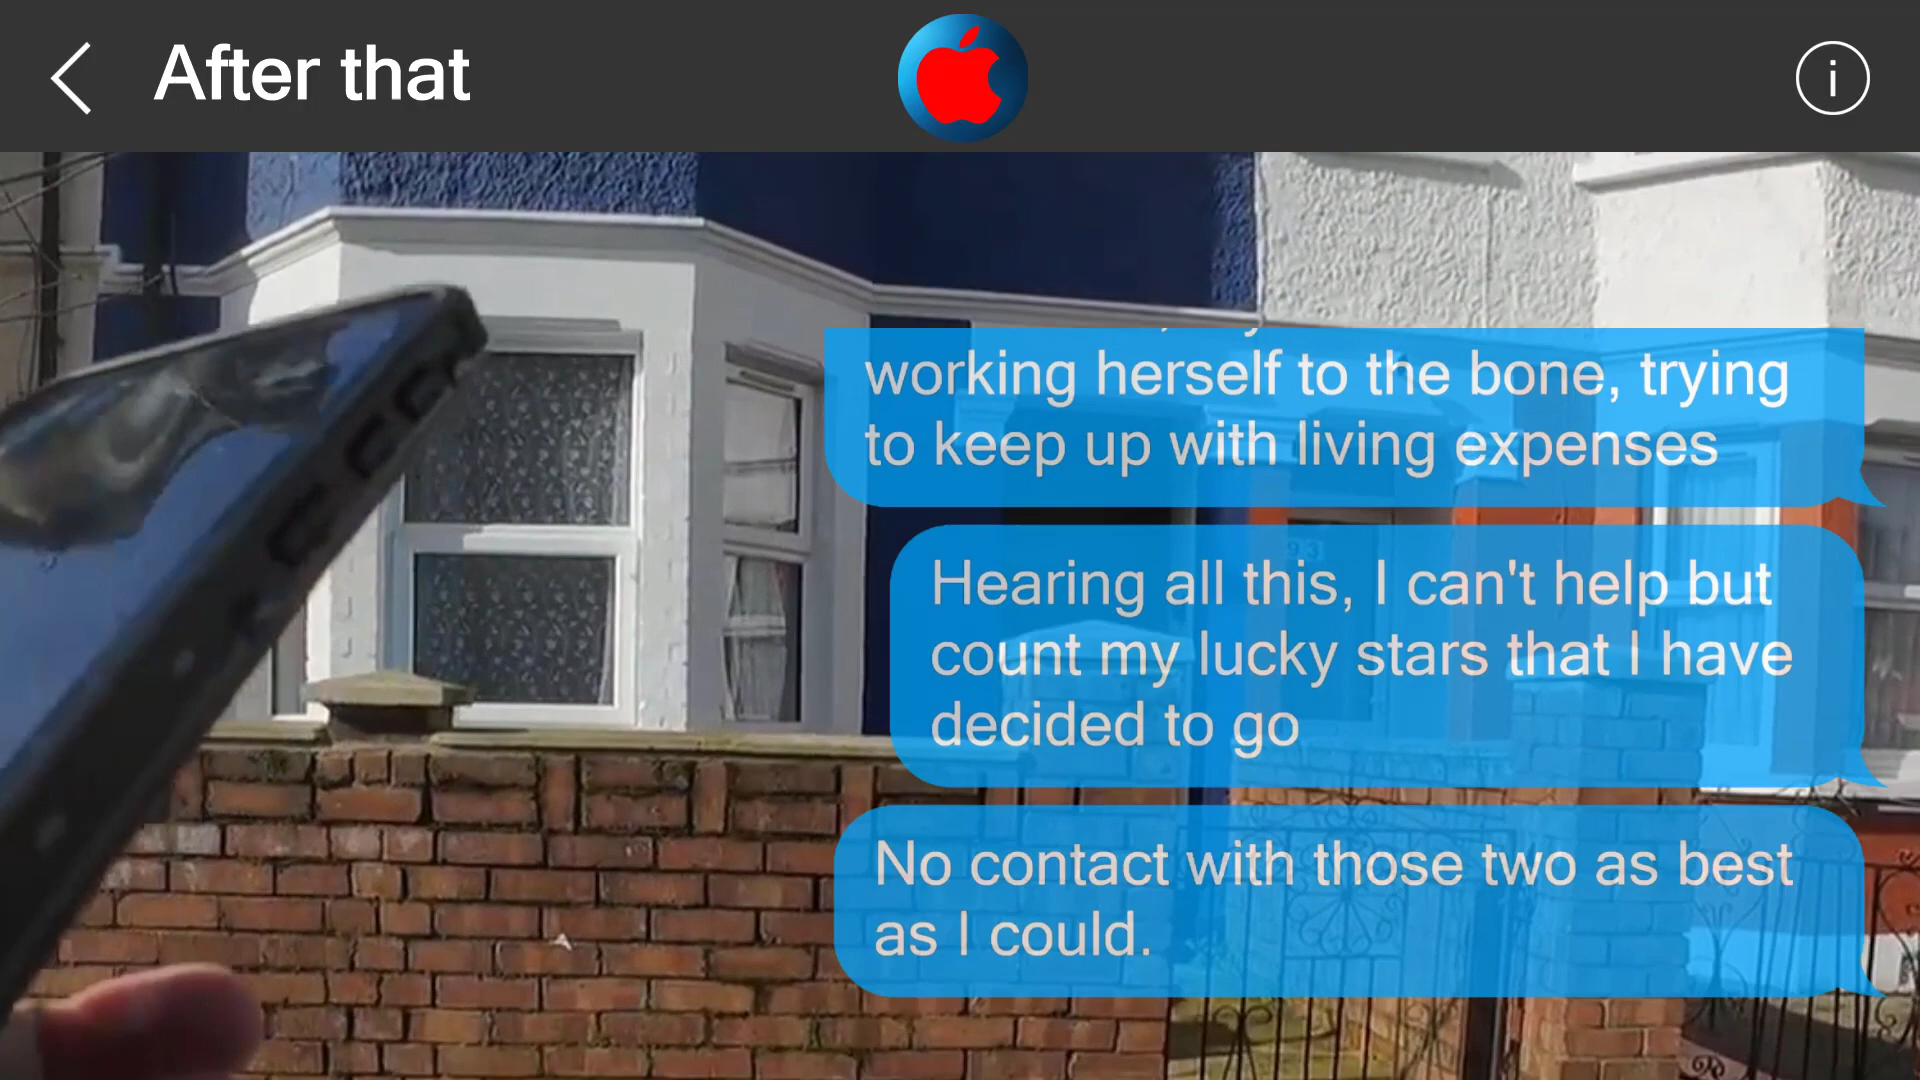 After that
working herself to the bone, trying
to keep up with living expenses
Hearing all this, I can't help but
count my lucky stars that I have
decided to go
No contact with those two as best
as I could.
93